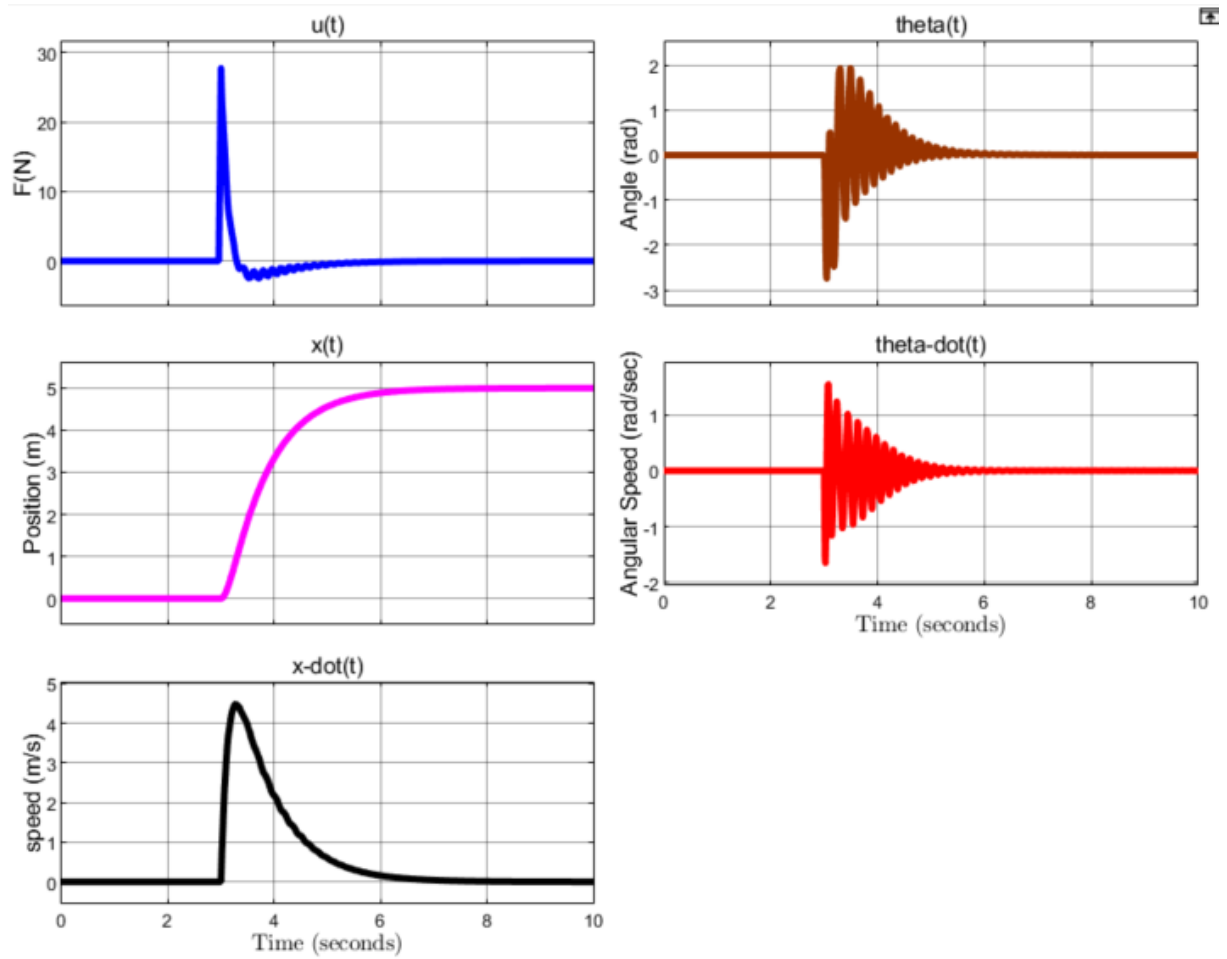 u(t)
30
20
10
0
F(N)
theta(t)
2
1
0
-1
-2
-3
Angle (rad)
x(t)
5
4
3
2
1
0
Position (m)
theta-dot(t)
1
0
-1
-2
Angular Speed (rad/sec)
0 2 4 6 8 10
Time (seconds)
x-dot(t)
5
4
3
2
1
0
speed (m/s)
0 2 4 6 8 10
Time (seconds)